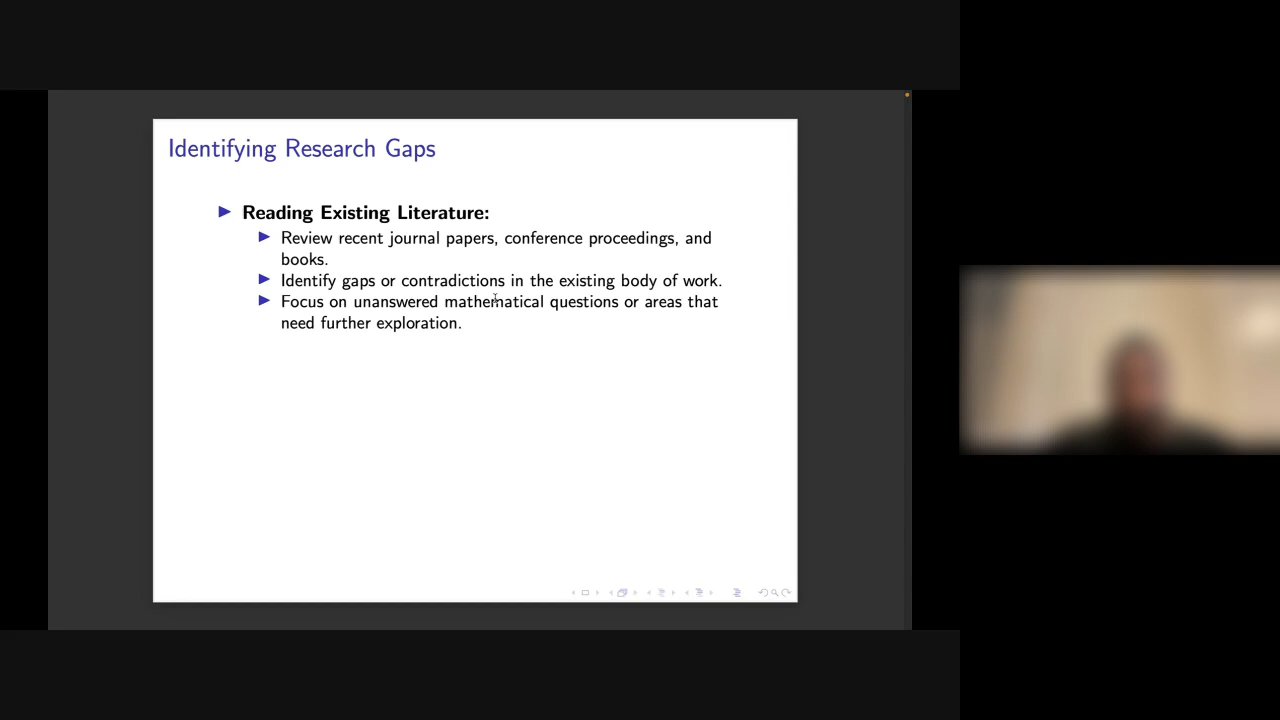 Identifying Research Gaps
Reading Existing Literature:
Review recent journal papers, conference proceedings, and
books.
Identify gaps or contradictions in the existing body of work.
Focus on unanswered mathematical questions or areas that
need further exploration.